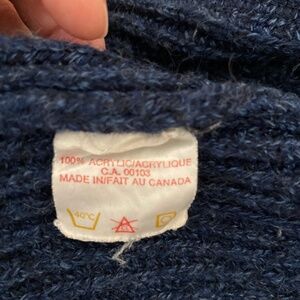 100% ACRYLIC/ACRYLIQUE
C.A. 00103
MADE IN/FAIT AU CANADA
40°C